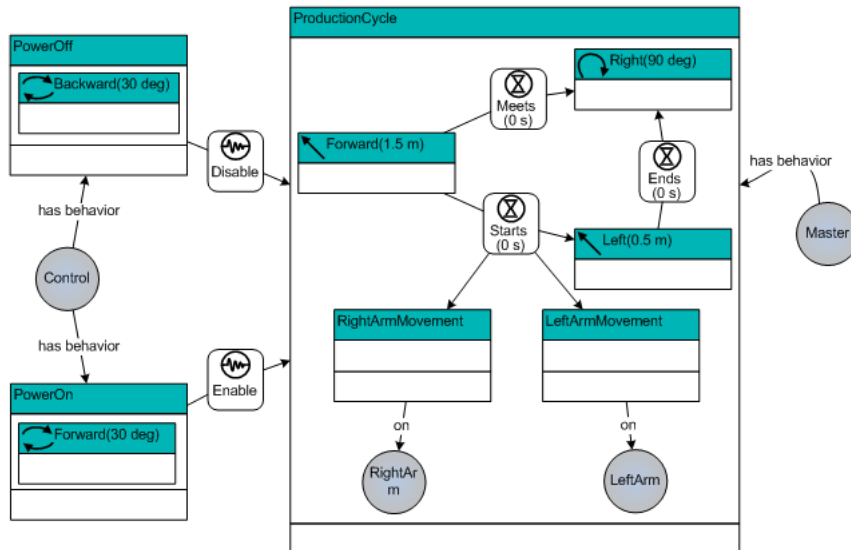 PowerOff
Backward(30 deg)
Disable
has behavior
Control
has behavior
PowerOn
Forward(30 deg)
Enable
ProductionCycle
Right(90 deg)
Meets
(0 s)
Forward(1.5 m)
Ends
(0 s)
Starts
(0 s)
Left(0.5 m)
RightArmMovement
LeftArmMovement
on
on
RightAr
m
LeftArm
has behavior
Master